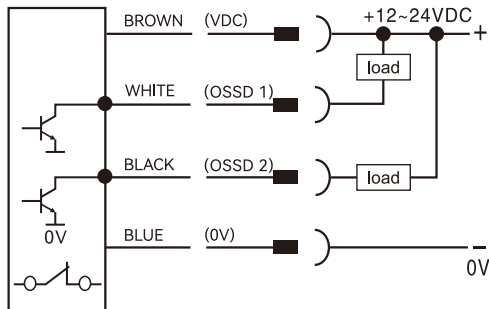 +12~24VDC
BROWN (VDC) +
load
WHITE (OSSD 1)
BLACK (OSSD 2) load
0V
BLUE (0V) −
0V